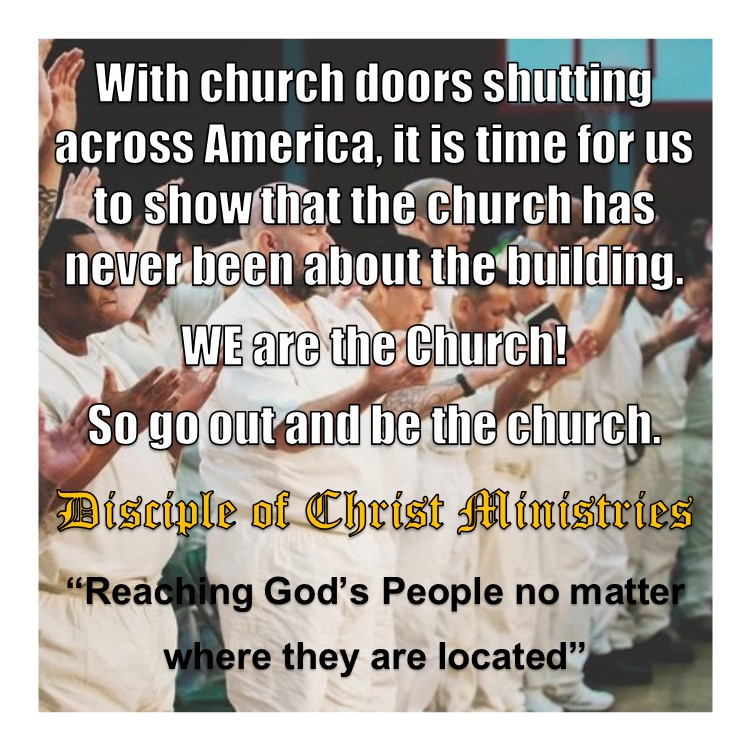 With church doors shutting
across America, it is time for us
to show that the church has
never been about the building.
WE are the Church!
So go out and be the church.
Disciple of Christ Ministries
“Reaching God’s People no matter
where they are located”